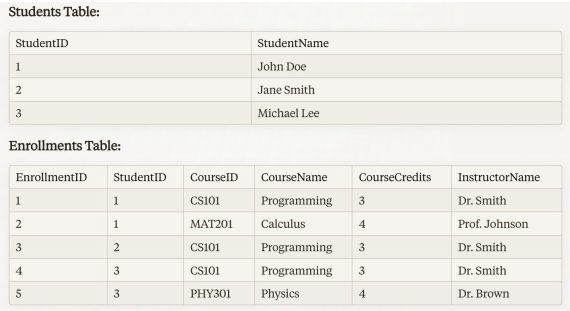 Students Table:
StudentID StudentName
1 John Doe
2 Jane Smith
3 Michael Lee
Enrollments Table:
EnrollmentID StudentID CourseID CourseName CourseCredits InstructorName
1 1 CS101 Programming 3 Dr. Smith
2 1 MAT201 Calculus 4 Prof. Johnson
3 2 CS101 Programming 3 Dr. Smith
4 3 CS101 Programming 3 Dr. Smith
5 3 PHY301 Physics 4 Dr. Brown